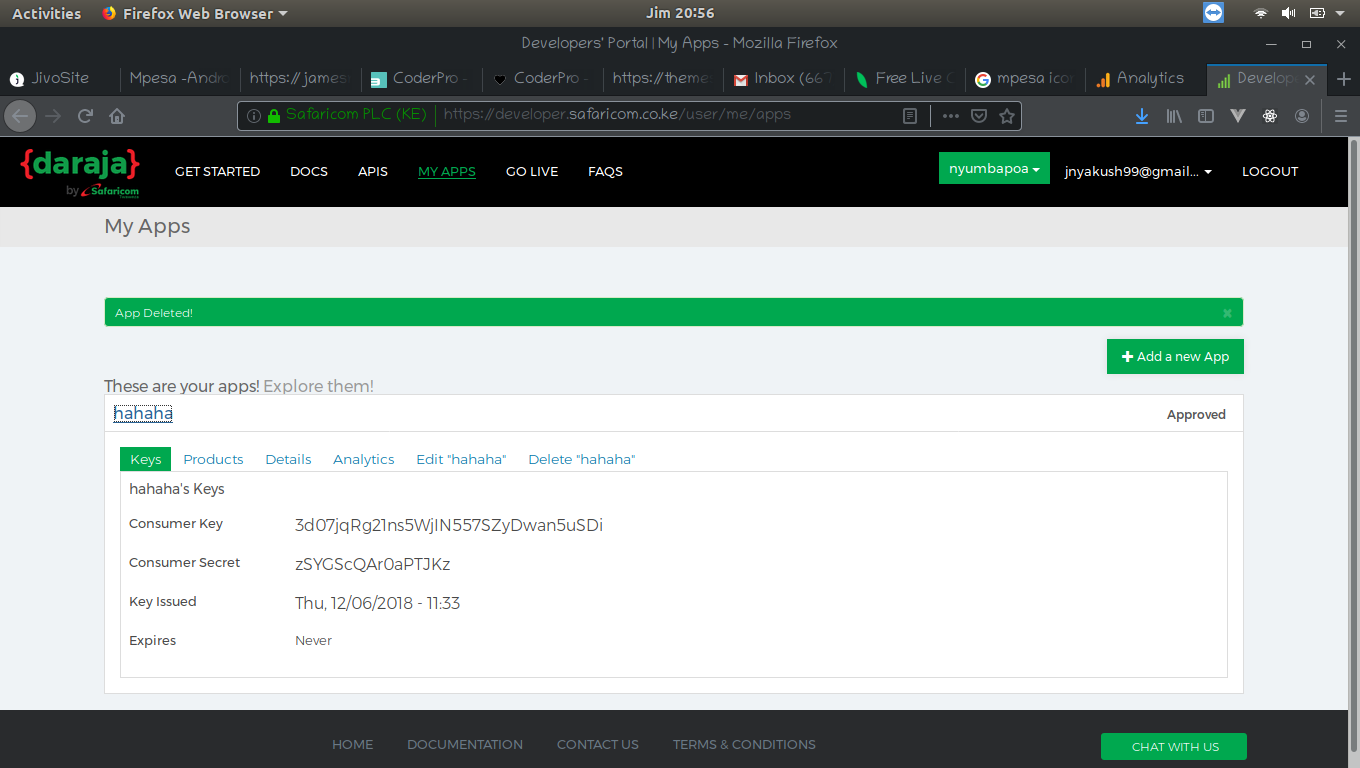 Activities Firefox Web Browser Jim 20:56
Developers' Portal | My Apps - Mozilla Firefox
JivoSite Mpesa -Andro https://james CoderPro - CoderPro - https://theme Inbox (667 Free Live C mpesa icon Analytics Develope
Safaricom PLC (KE) https://developer.safaricom.co.ke/user/me/apps
{daraja}
by Safaricom
GET STARTED DOCS APIS MY APPS GO LIVE FAQS nyumbapoa jnyakush99@gmail... LOGOUT
My Apps
App Deleted!
Add a new App
These are your apps! Explore them!
hahaha Approved
Keys Products Details Analytics Edit "hahaha" Delete "hahaha"
hahaha's Keys
Consumer Key 3d07jqRg21ns5WjIN557SZyDwan5uSDi
Consumer Secret zSYGScQAr0aPTJKz
Key Issued Thu, 12/06/2018 - 11:33
Expires Never
HOME DOCUMENTATION CONTACT US TERMS & CONDITIONS CHAT WITH US